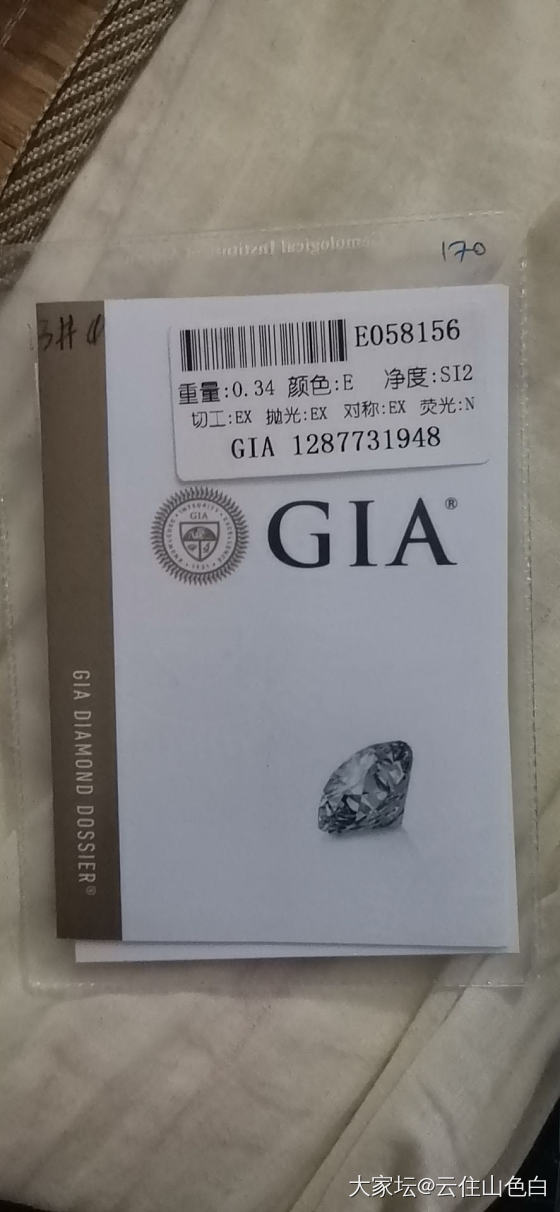 170
E058156
重量:0.34 颜色:E 净度:SI2
切工:EX 抛光:EX 对称:EX 荧光:N
GIA 1287731948
GIA
GIA®
GIA DIAMOND DOSSIER®
大家坛@云住山色白